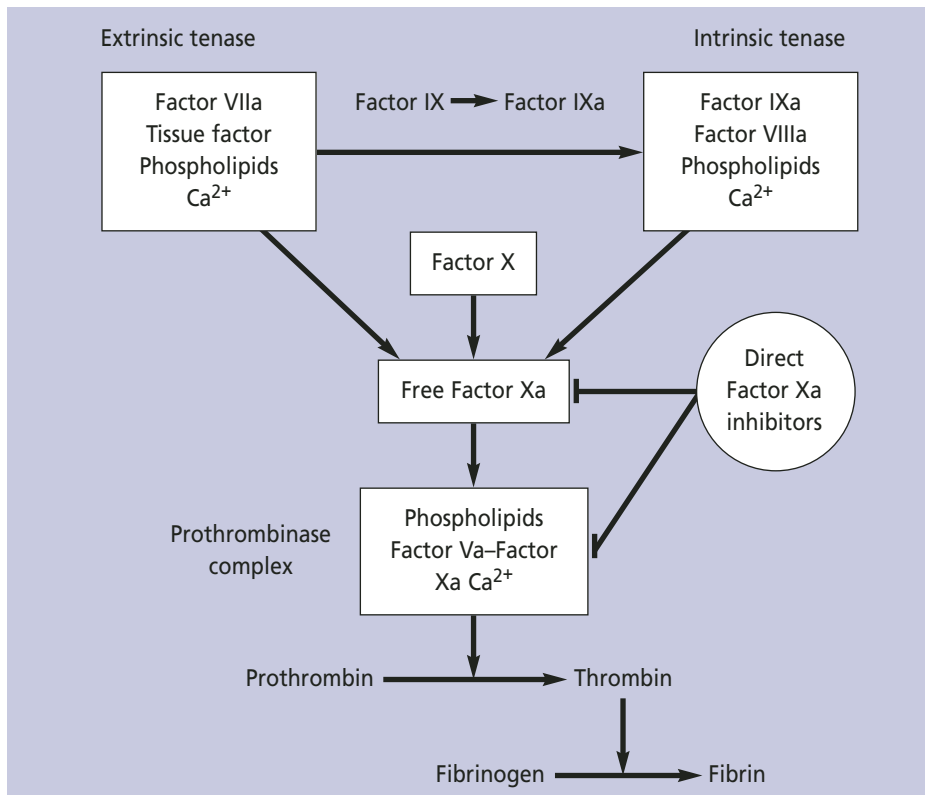 Extrinsic tenase
Intrinsic tenase
Factor VIIa
Tissue factor
Phospholipids
Ca²⁺
Factor IX
Factor IXa
Factor IXa
Factor VIIIa
Phospholipids
Ca²⁺
Factor X
Free Factor Xa
Direct
Factor Xa
inhibitors
Prothrombinase
complex
Phospholipids
Factor Va–Factor
Xa Ca²⁺
Prothrombin
Thrombin
Fibrinogen
Fibrin